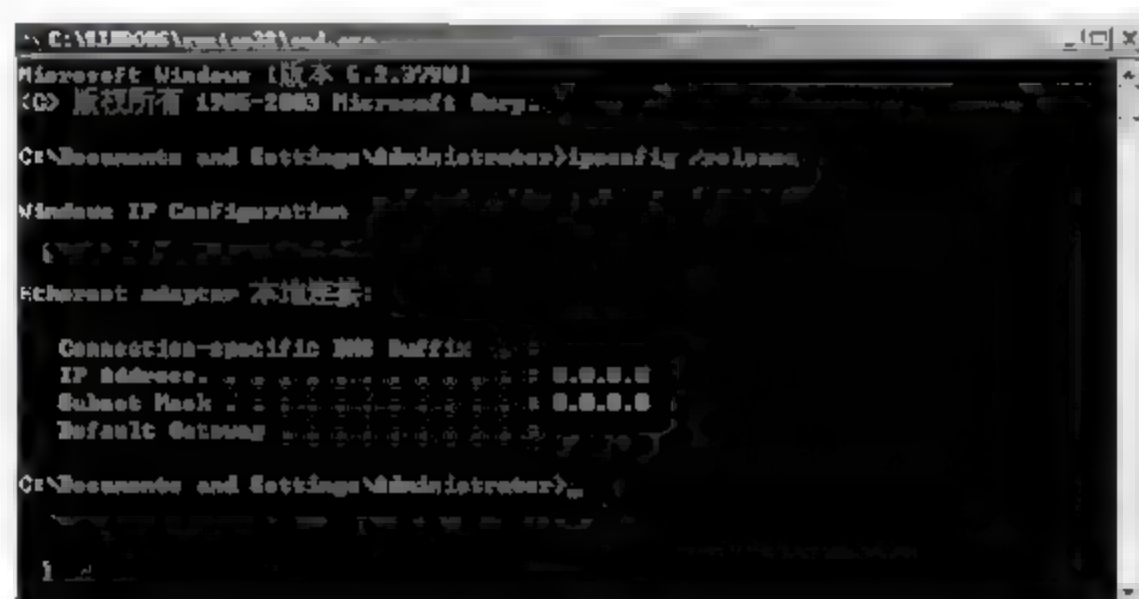 C:\WINDOWS\system32\cmd.exe
Microsoft Windows [版本 5.2.3790]
(C) 版权所有 1985-2003 Microsoft Corp.
C:\Documents and Settings\Administrator>ipconfig /release
Windows IP Configuration
Ethernet adapter 本地连接:
Connection-specific DNS Suffix . :
IP Address. . . . . . . . . . . . : 0.0.0.0
Subnet Mask . . . . . . . . . . . : 0.0.0.0
Default Gateway . . . . . . . . . :
C:\Documents and Settings\Administrator>_